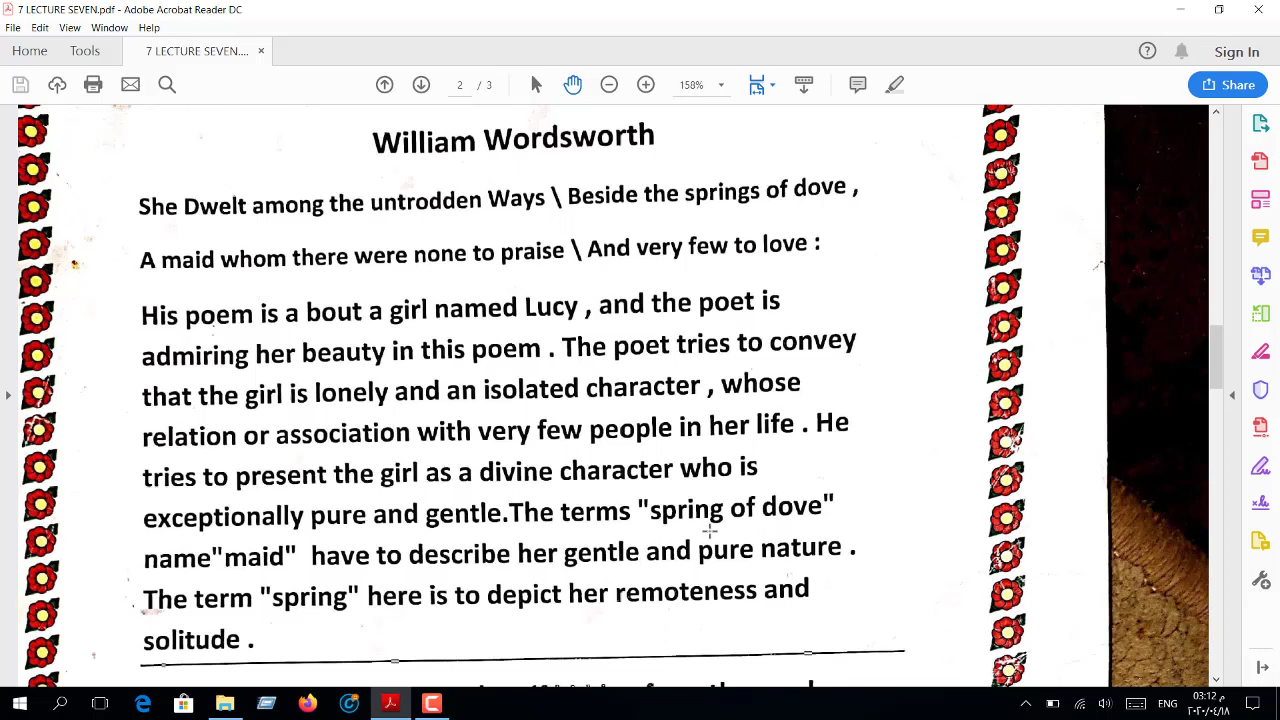 7 LECTURE SEVEN.pdf - Adobe Acrobat Reader DC
File Edit View Window Help
Home Tools 7 LECTURE SEVEN.... × Sign In
2 / 3 158% Share
William Wordsworth
She Dwelt among the untrodden Ways \ Beside the springs of dove ,
A maid whom there were none to praise \ And very few to love :
His poem is a bout a girl named Lucy , and the poet is
admiring her beauty in this poem . The poet tries to convey
that the girl is lonely and an isolated character , whose
relation or association with very few people in her life . He
tries to present the girl as a divine character who is
exceptionally pure and gentle.The terms "spring of dove"
name"maid" have to describe her gentle and pure nature .
The term "spring" here is to depict her remoteness and
solitude .
ENG
03:12 م
٢٠٢٠/٠٤/١٨